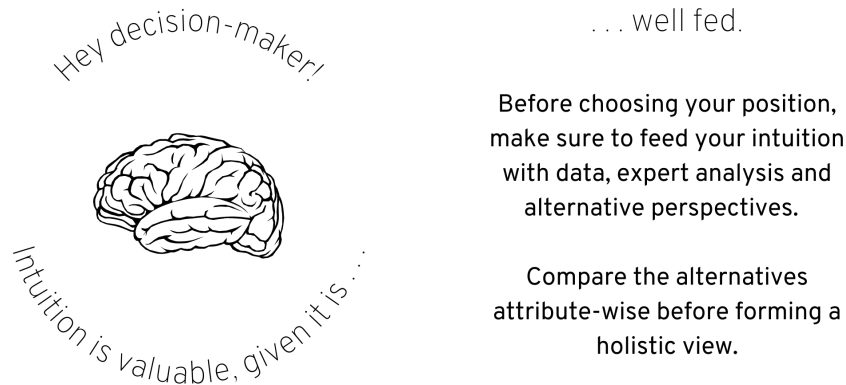 Hey decision-maker!
Intuition is valuable, given it is . . .
. . . well fed.
Before choosing your position,
make sure to feed your intuition
with data, expert analysis and
alternative perspectives.
Compare the alternatives
attribute-wise before forming a
holistic view.